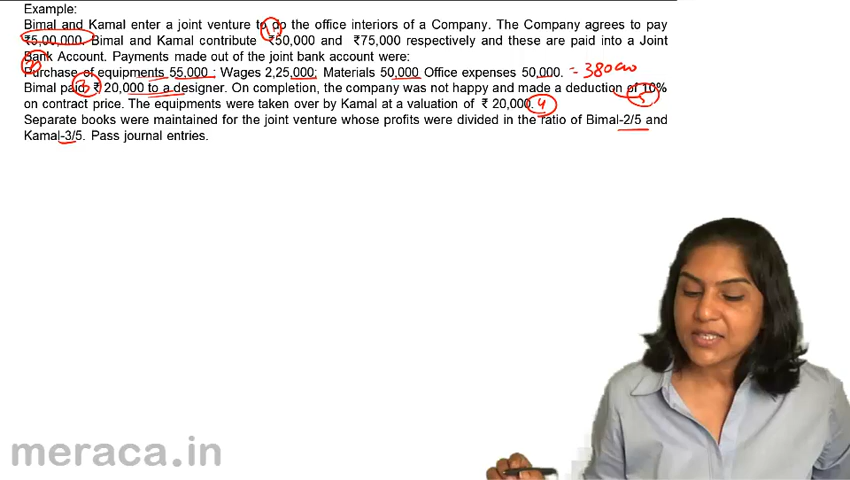 Example:
Bimal and Kamal enter a joint venture to do the office interiors of a Company. The Company agrees to pay
₹5,00,000. Bimal and Kamal contribute ₹50,000 and ₹75,000 respectively and these are paid into a Joint
Bank Account. Payments made out of the joint bank account were:
Purchase of equipments 55,000 ; Wages 2,25,000; Materials 50,000 Office expenses 50,000. = 380000
Bimal paid ₹ 20,000 to a designer. On completion, the company was not happy and made a deduction of 10%
on contract price. The equipments were taken over by Kamal at a valuation of ₹ 20,000. 4
Separate books were maintained for the joint venture whose profits were divided in the ratio of Bimal-2/5 and
Kamal-3/5. Pass journal entries.
meraca.in